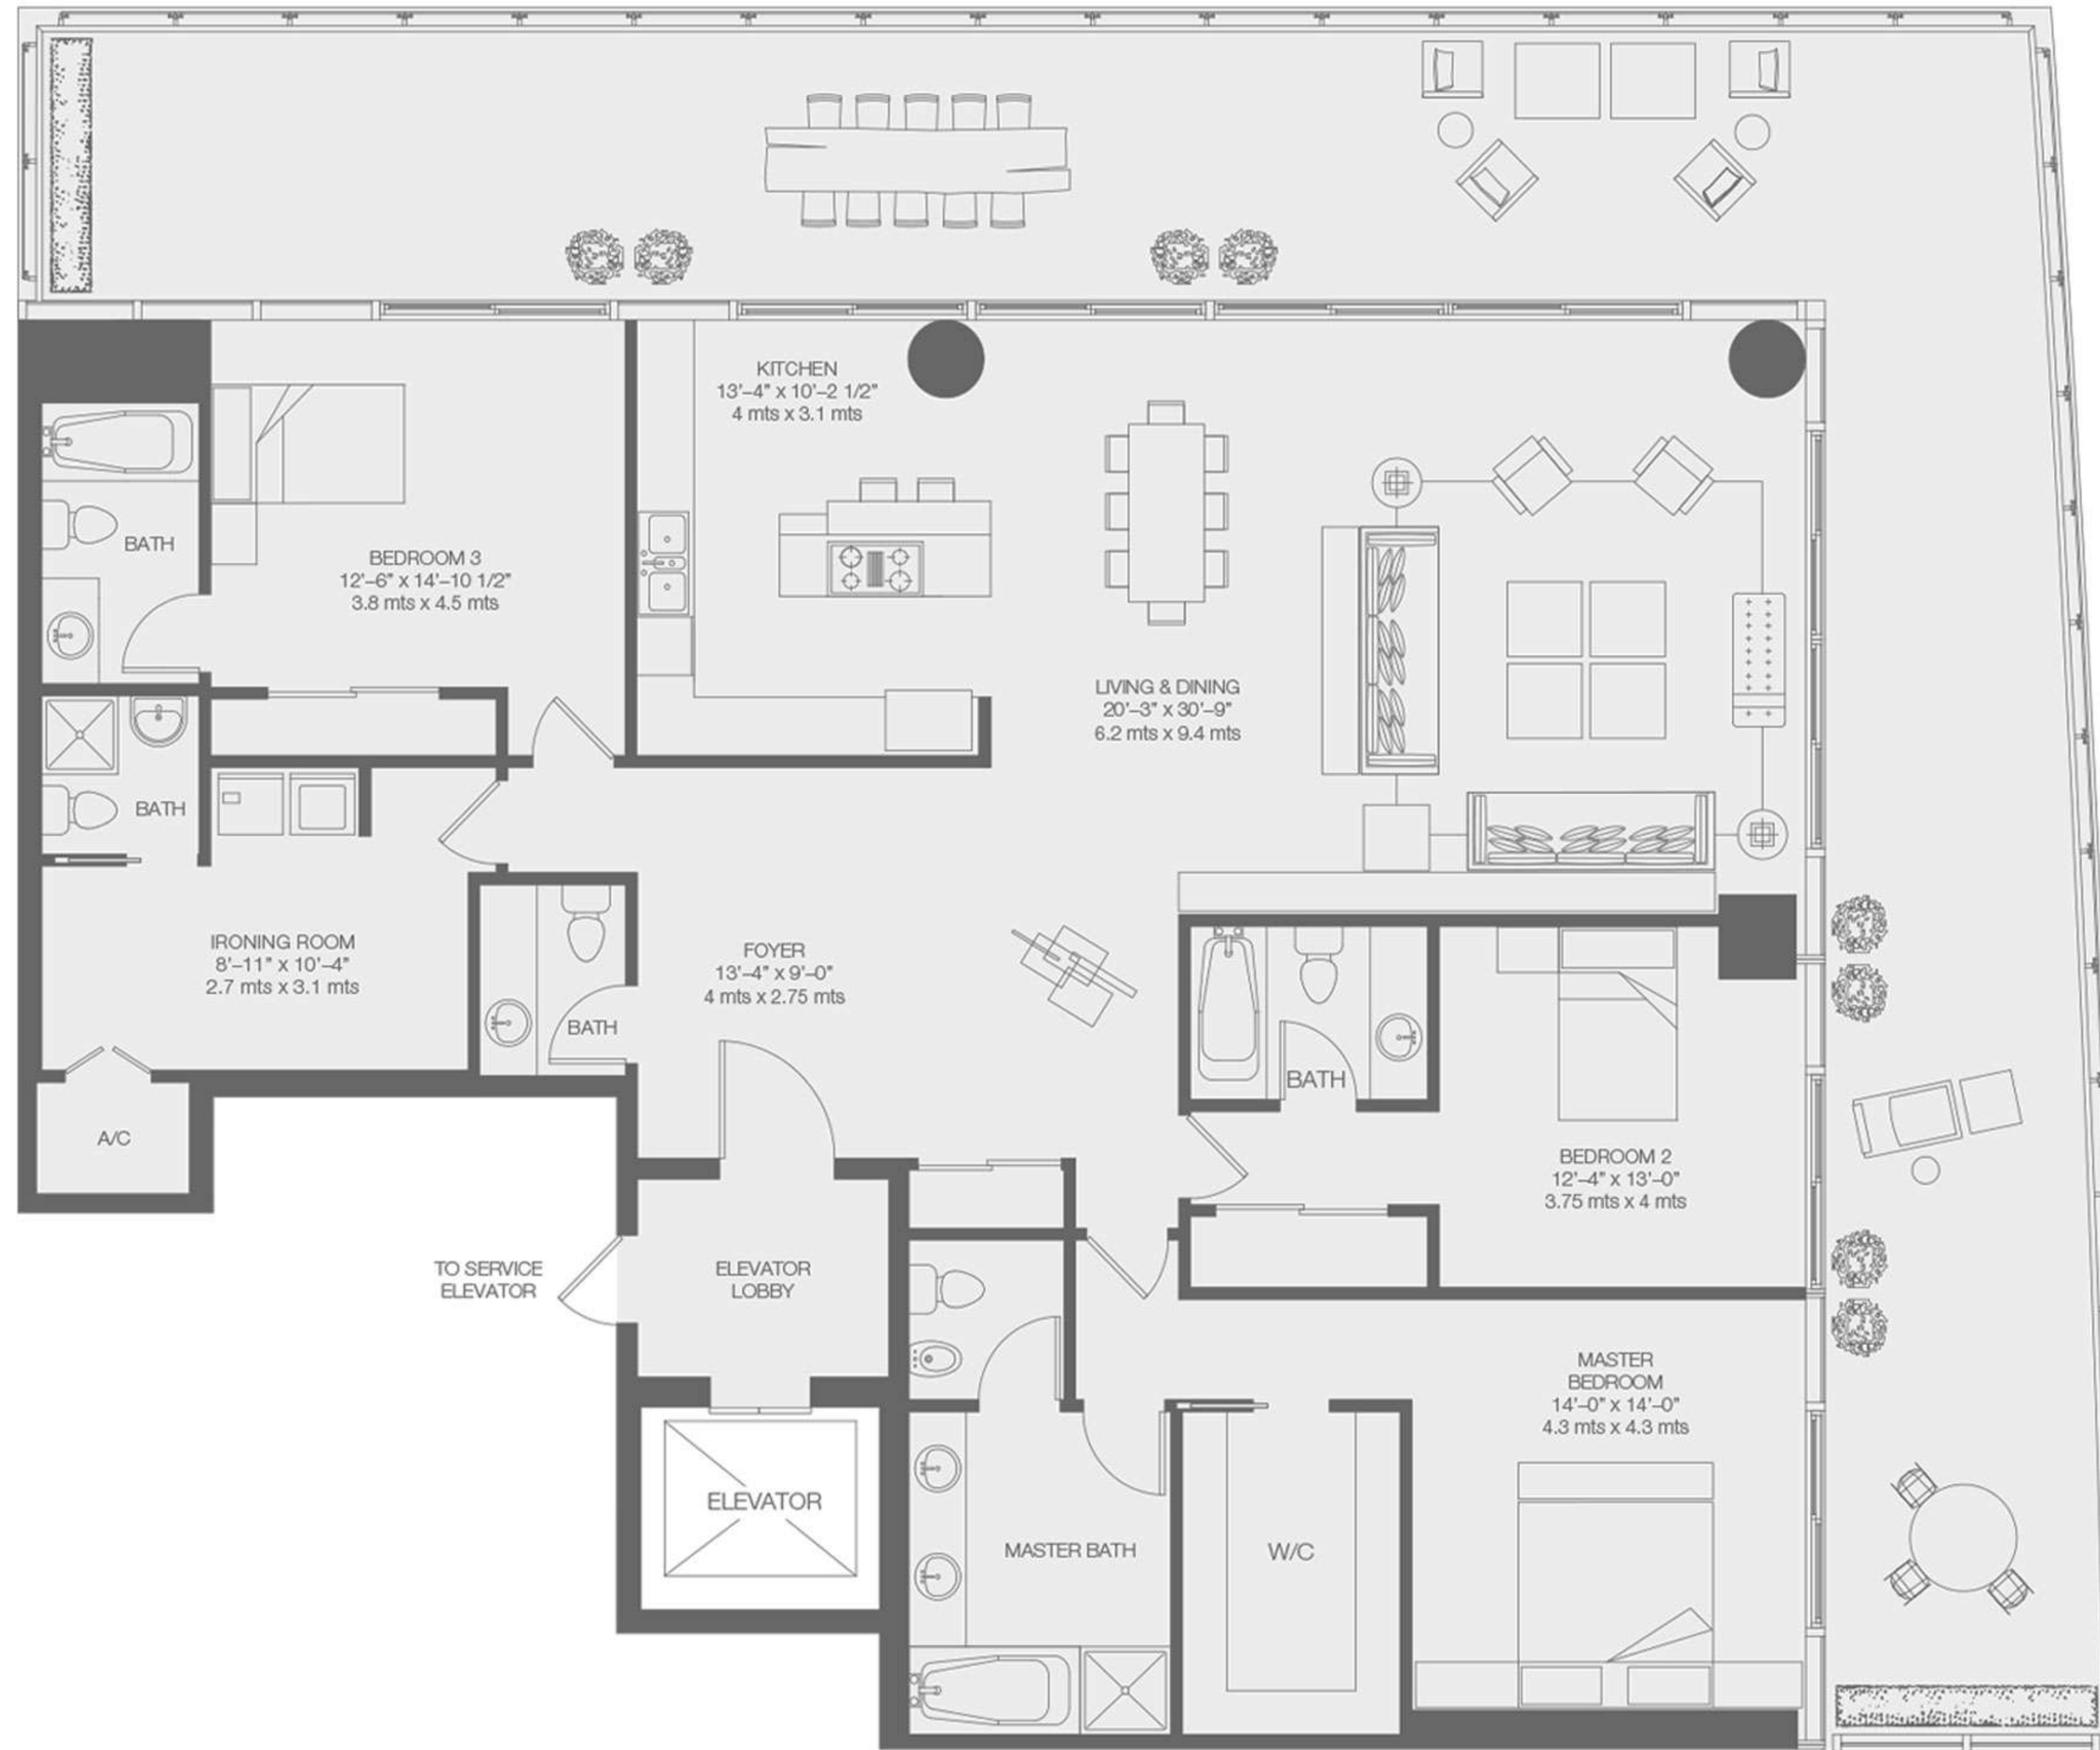 KITCHEN
13'–4" x 10'–2 1/2"
4 mts x 3.1 mts
BATH
BEDROOM 3
12'–6" x 14'–10 1/2"
3.8 mts x 4.5 mts
LIVING & DINING
20'–3" x 30'–9"
6.2 mts x 9.4 mts
BATH
IRONING ROOM
8'–11" x 10'–4"
2.7 mts x 3.1 mts
FOYER
13'–4" x 9'–0"
4 mts x 2.75 mts
BATH
BATH
A/C
BEDROOM 2
12'–4" x 13'–0"
3.75 mts x 4 mts
TO SERVICE
ELEVATOR
ELEVATOR
LOBBY
MASTER
BEDROOM
14'–0" x 14'–0"
4.3 mts x 4.3 mts
ELEVATOR
MASTER BATH
W/C